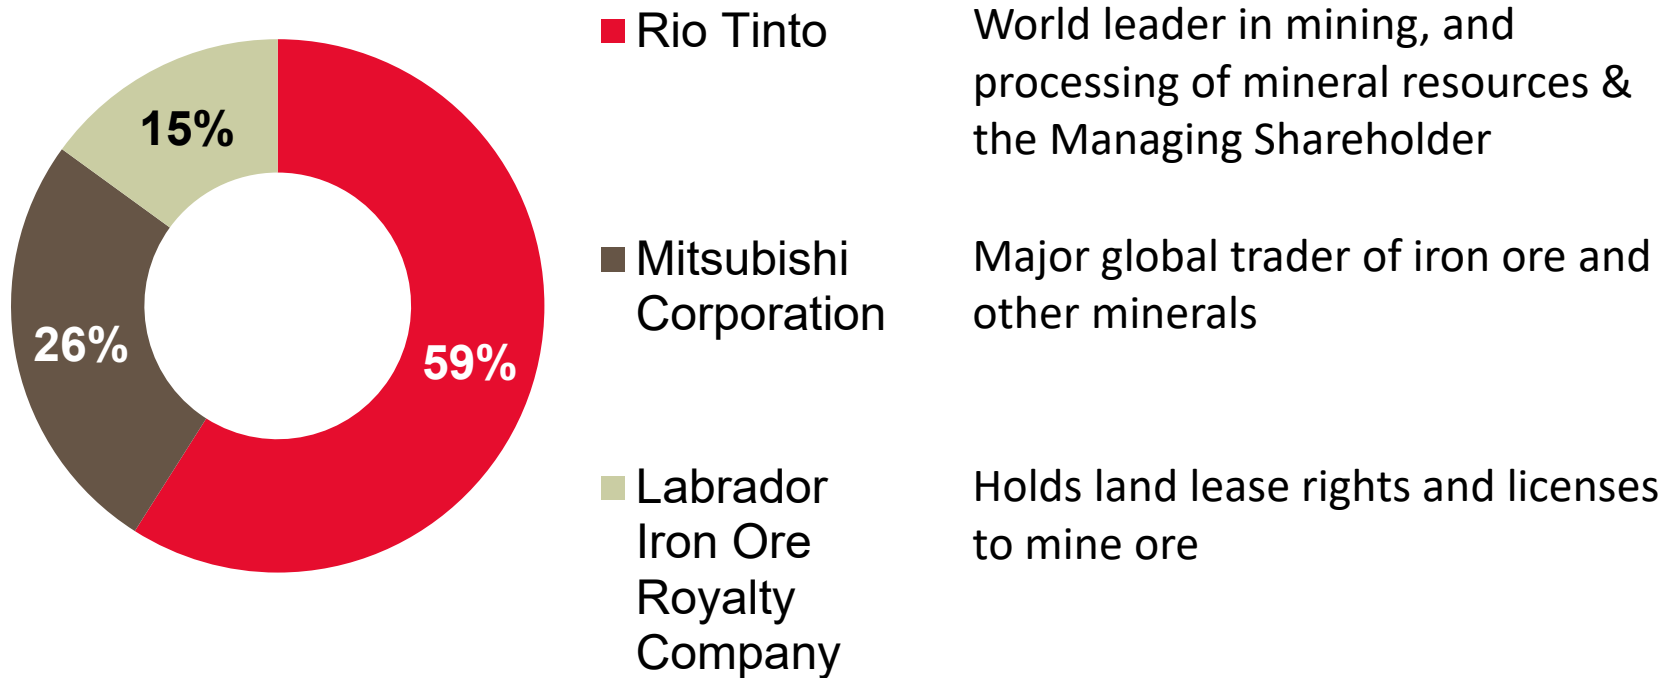 Rio Tinto
World leader in mining, and
processing of mineral resources &
the Managing Shareholder
15%
26%
59%
Mitsubishi
Corporation
Major global trader of iron ore and
other minerals
Labrador
Iron Ore
Royalty
Company
Holds land lease rights and licenses
to mine ore